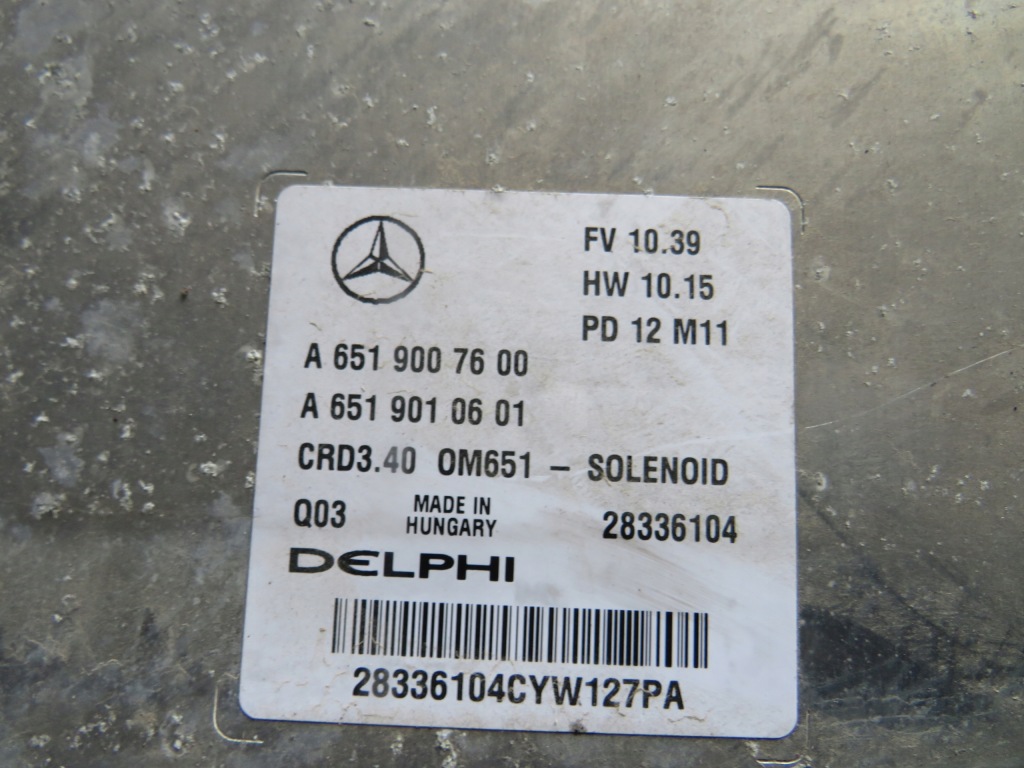 FV 10.39
HW 10.15
PD 12 M11
A 651 900 76 00
A 651 901 06 01
CRD3.40 OM651 – SOLENOID
Q03 MADE IN HUNGARY 28336104
DELPHI
28336104CYW127PA